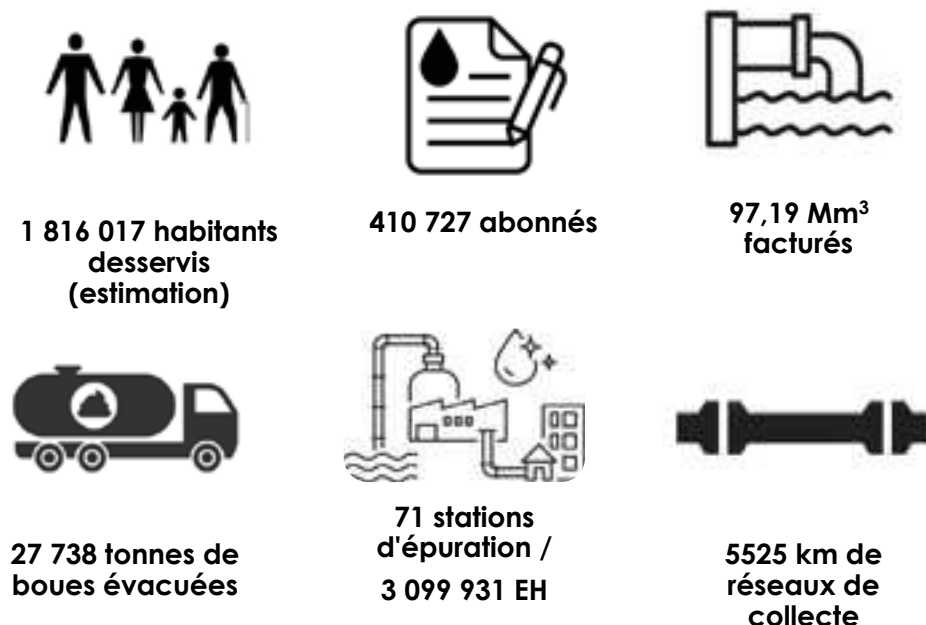 1 816 017 habitants
desservis
(estimation)
410 727 abonnés
97,19 Mm³
facturés
27 738 tonnes de
boues évacuées
71 stations
d'épuration /
3 099 931 EH
5525 km de
réseaux de
collecte